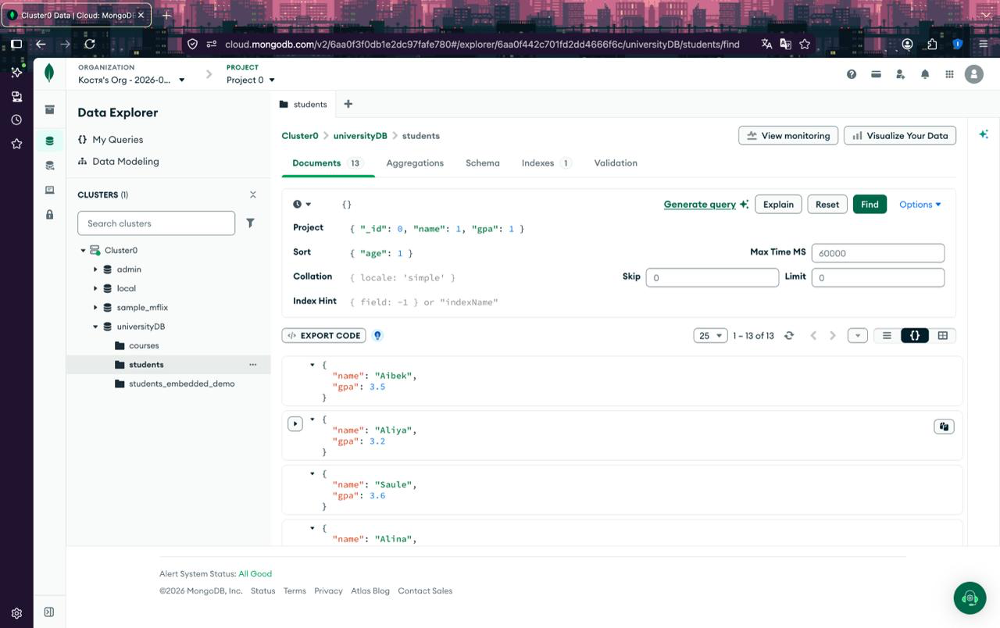 Cluster0 Data | Cloud: MongoDB
cloud.mongodb.com/v2/6aa0f3f0db1e2dc97fafe780#/explorer/6aa0f442c701fd2dd4666f6c/universityDB/students/find
ORGANIZATION
Костя's Org - 2026-0...
PROJECT
Project 0
Data Explorer
My Queries
Data Modeling
CLUSTERS (1)
Search clusters
Cluster0
admin
local
sample_mflix
universityDB
courses
students
students_embedded_demo
students
Cluster0 > universityDB > students
View monitoring
Visualize Your Data
Documents 13
Aggregations
Schema
Indexes 1
Validation
{}
Generate query
Explain
Reset
Find
Options
Project
{ "_id": 0, "name": 1, "gpa": 1 }
Sort
{ "age": 1 }
Max Time MS
60000
Collation
{ locale: 'simple' }
Skip
0
Limit
0
Index Hint
{ field: -1 } or "indexName"
EXPORT CODE
25
1 – 13 of 13
{}
{
"name": "Aibek",
"gpa": 3.5
}
{
"name": "Aliya",
"gpa": 3.2
}
{
"name": "Saule",
"gpa": 3.6
}
{
"name": "Alina",
Alert System Status: All Good
©2026 MongoDB, Inc. Status Terms Privacy Atlas Blog Contact Sales